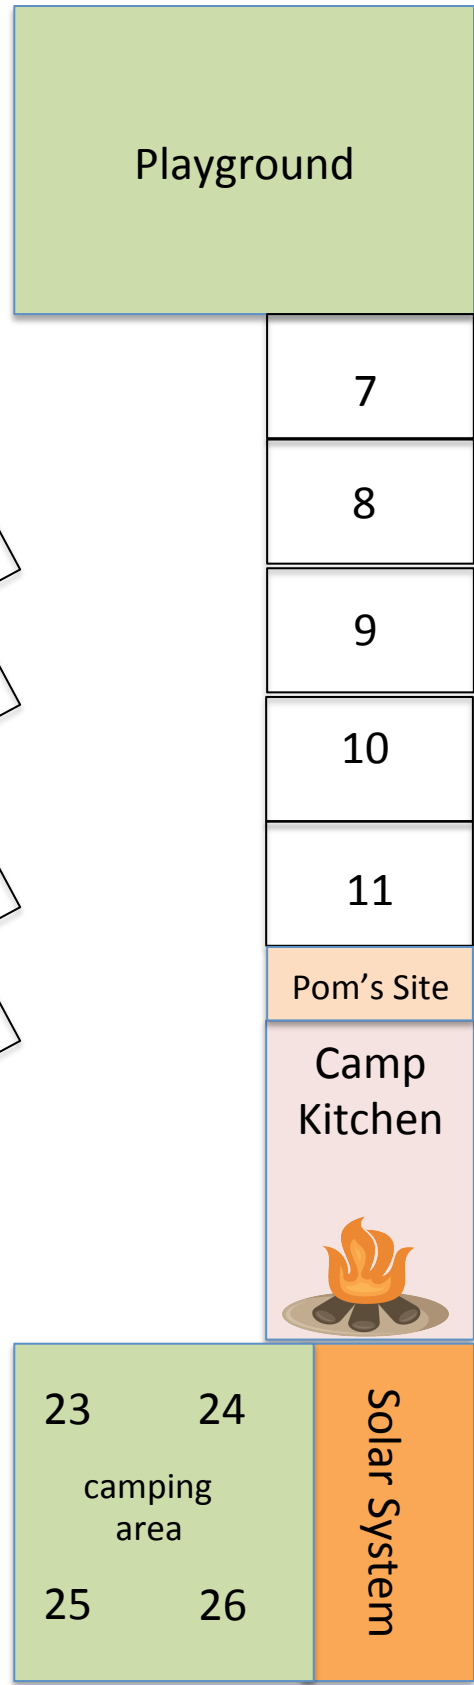 Playground
7
8
9
10
11
Pom’s Site
Camp
Kitchen
23 24
camping
area
25 26
Solar System